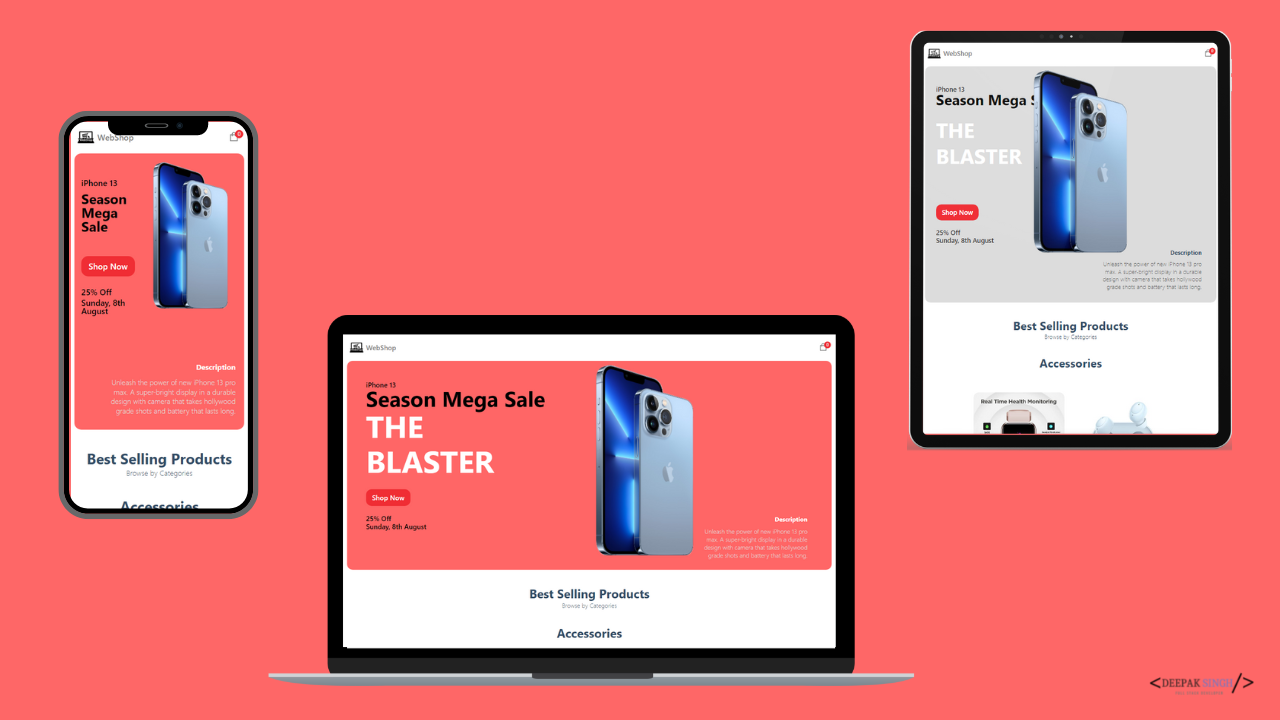 WebShop
0
iPhone 13
Season
Mega
Sale
Shop Now
25% Off
Sunday, 8th
August
Description
Unleash the power of new iPhone 13 pro
max. A super-bright display in a durable
design with camera that takes hollywood
grade shots and battery that lasts long.
Best Selling Products
Browse by Categories
Accessories
WebShop
0
iPhone 13
Season Mega Sale
THE
BLASTER
Shop Now
25% Off
Sunday, 8th August
Description
Unleash the power of new iPhone 13 pro
max. A super-bright display in a durable
design with camera that takes hollywood
grade shots and battery that lasts long.
Best Selling Products
Browse by Categories
Accessories
WebShop
0
iPhone 13
Season Mega S
THE
BLASTER
Shop Now
25% Off
Sunday, 8th August
Description
Unleash the power of new iPhone 13 pro
max. A super-bright display in a durable
design with camera that takes hollywood
grade shots and battery that lasts long.
Best Selling Products
Browse by Categories
Accessories
Real Time Health Monitoring
<DEEPAK SINGH/>